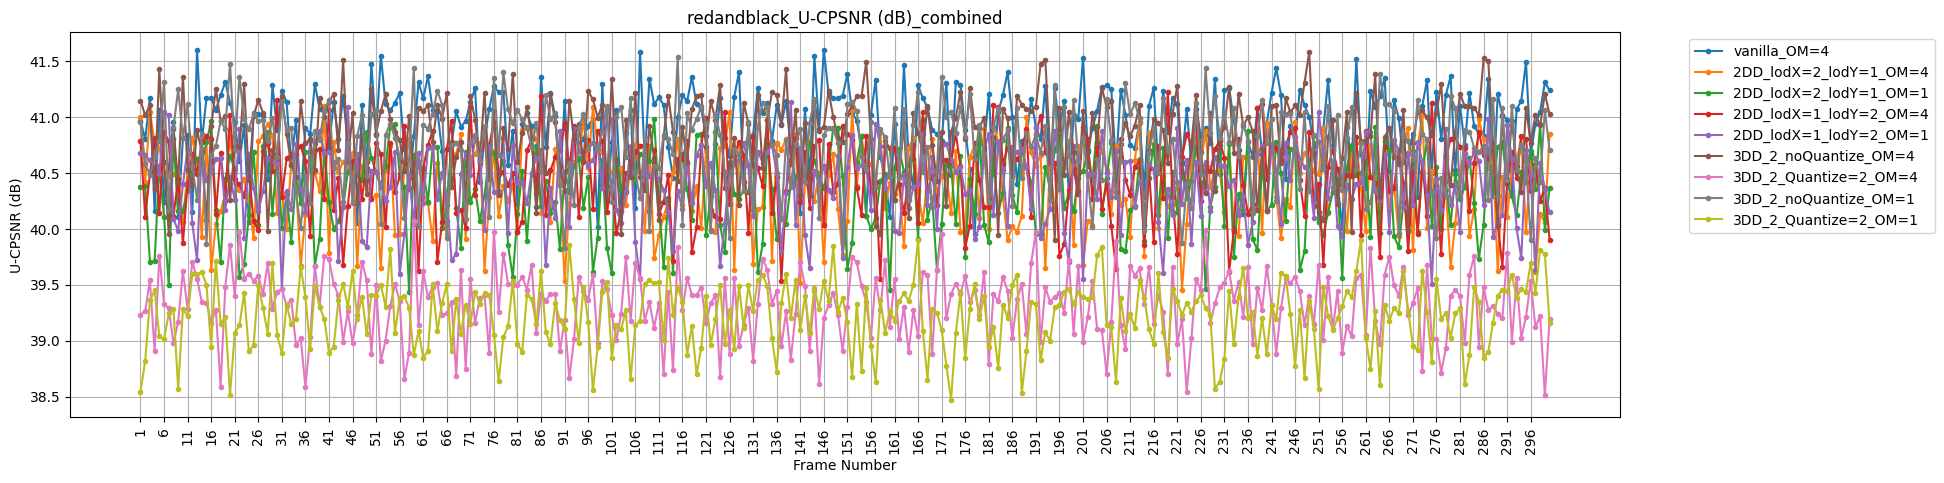 redandblack_U-CPSNR (dB)_combined
U-CPSNR (dB)
41.5
41.0
40.5
40.0
39.5
39.0
38.5
1 6 11 16 21 26 31 36 41 46 51 56 61 66 71 76 81 86 91 96 101 106 111 116 121 126 131 136 141 146 151 156 161 166 171 176 181 186 191 196 201 206 211 216 221 226 231 236 241 246 251 256 261 266 271 276 281 286 291 296
Frame Number
vanilla_OM=4
2DD_lodX=2_lodY=1_OM=4
2DD_lodX=2_lodY=1_OM=1
2DD_lodX=1_lodY=2_OM=4
2DD_lodX=1_lodY=2_OM=1
3DD_2_noQuantize_OM=4
3DD_2_Quantize=2_OM=4
3DD_2_noQuantize_OM=1
3DD_2_Quantize=2_OM=1